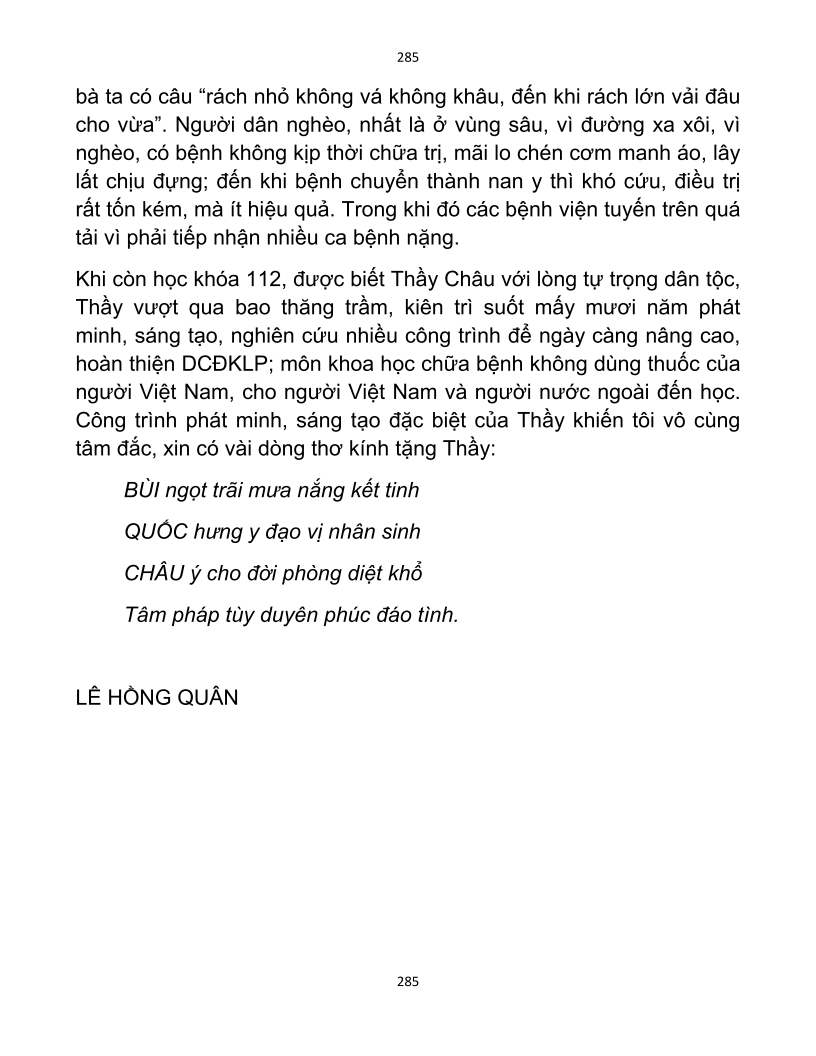 285
bà ta có câu “rách nhỏ không vá không khâu, đến khi rách lớn vải đâu
cho vừa”. Người dân nghèo, nhất là ở vùng sâu, vì đường xa xôi, vì
nghèo, có bệnh không kịp thời chữa trị, mãi lo chén cơm manh áo, lây
lất chịu đựng; đến khi bệnh chuyển thành nan y thì khó cứu, điều trị
rất tốn kém, mà ít hiệu quả. Trong khi đó các bệnh viện tuyến trên quá
tải vì phải tiếp nhận nhiều ca bệnh nặng.
Khi còn học khóa 112, được biết Thầy Châu với lòng tự trọng dân tộc,
Thầy vượt qua bao thăng trầm, kiên trì suốt mấy mươi năm phát
minh, sáng tạo, nghiên cứu nhiều công trình để ngày càng nâng cao,
hoàn thiện DCĐKLP; môn khoa học chữa bệnh không dùng thuốc của
người Việt Nam, cho người Việt Nam và người nước ngoài đến học.
Công trình phát minh, sáng tạo đặc biệt của Thầy khiến tôi vô cùng
tâm đắc, xin có vài dòng thơ kính tặng Thầy:
BÙI ngọt trãi mưa nắng kết tinh
QUỐC hưng y đạo vị nhân sinh
CHÂU ý cho đời phòng diệt khổ
Tâm pháp tùy duyên phúc đáo tình.
LÊ HỒNG QUÂN
285